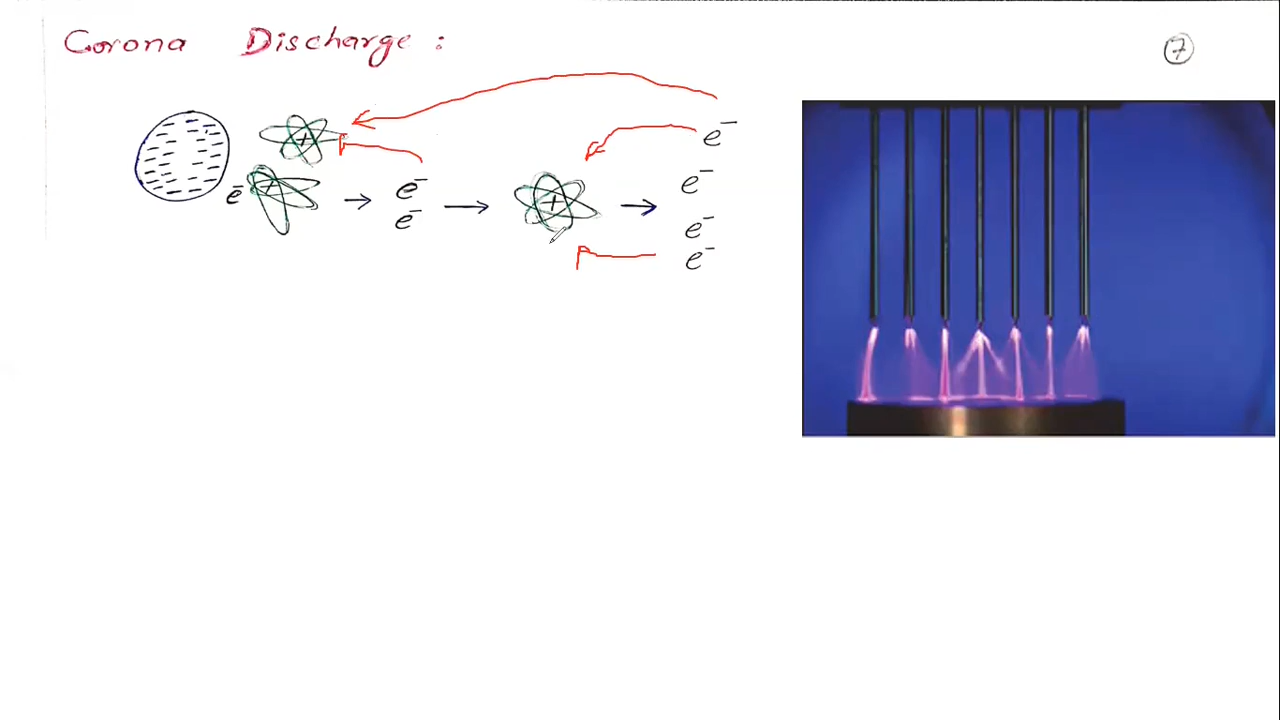 Corona Discharge :
7
+
e⁻
e⁻ + → e⁻ → + → e⁻
e⁻
e⁻
e⁻